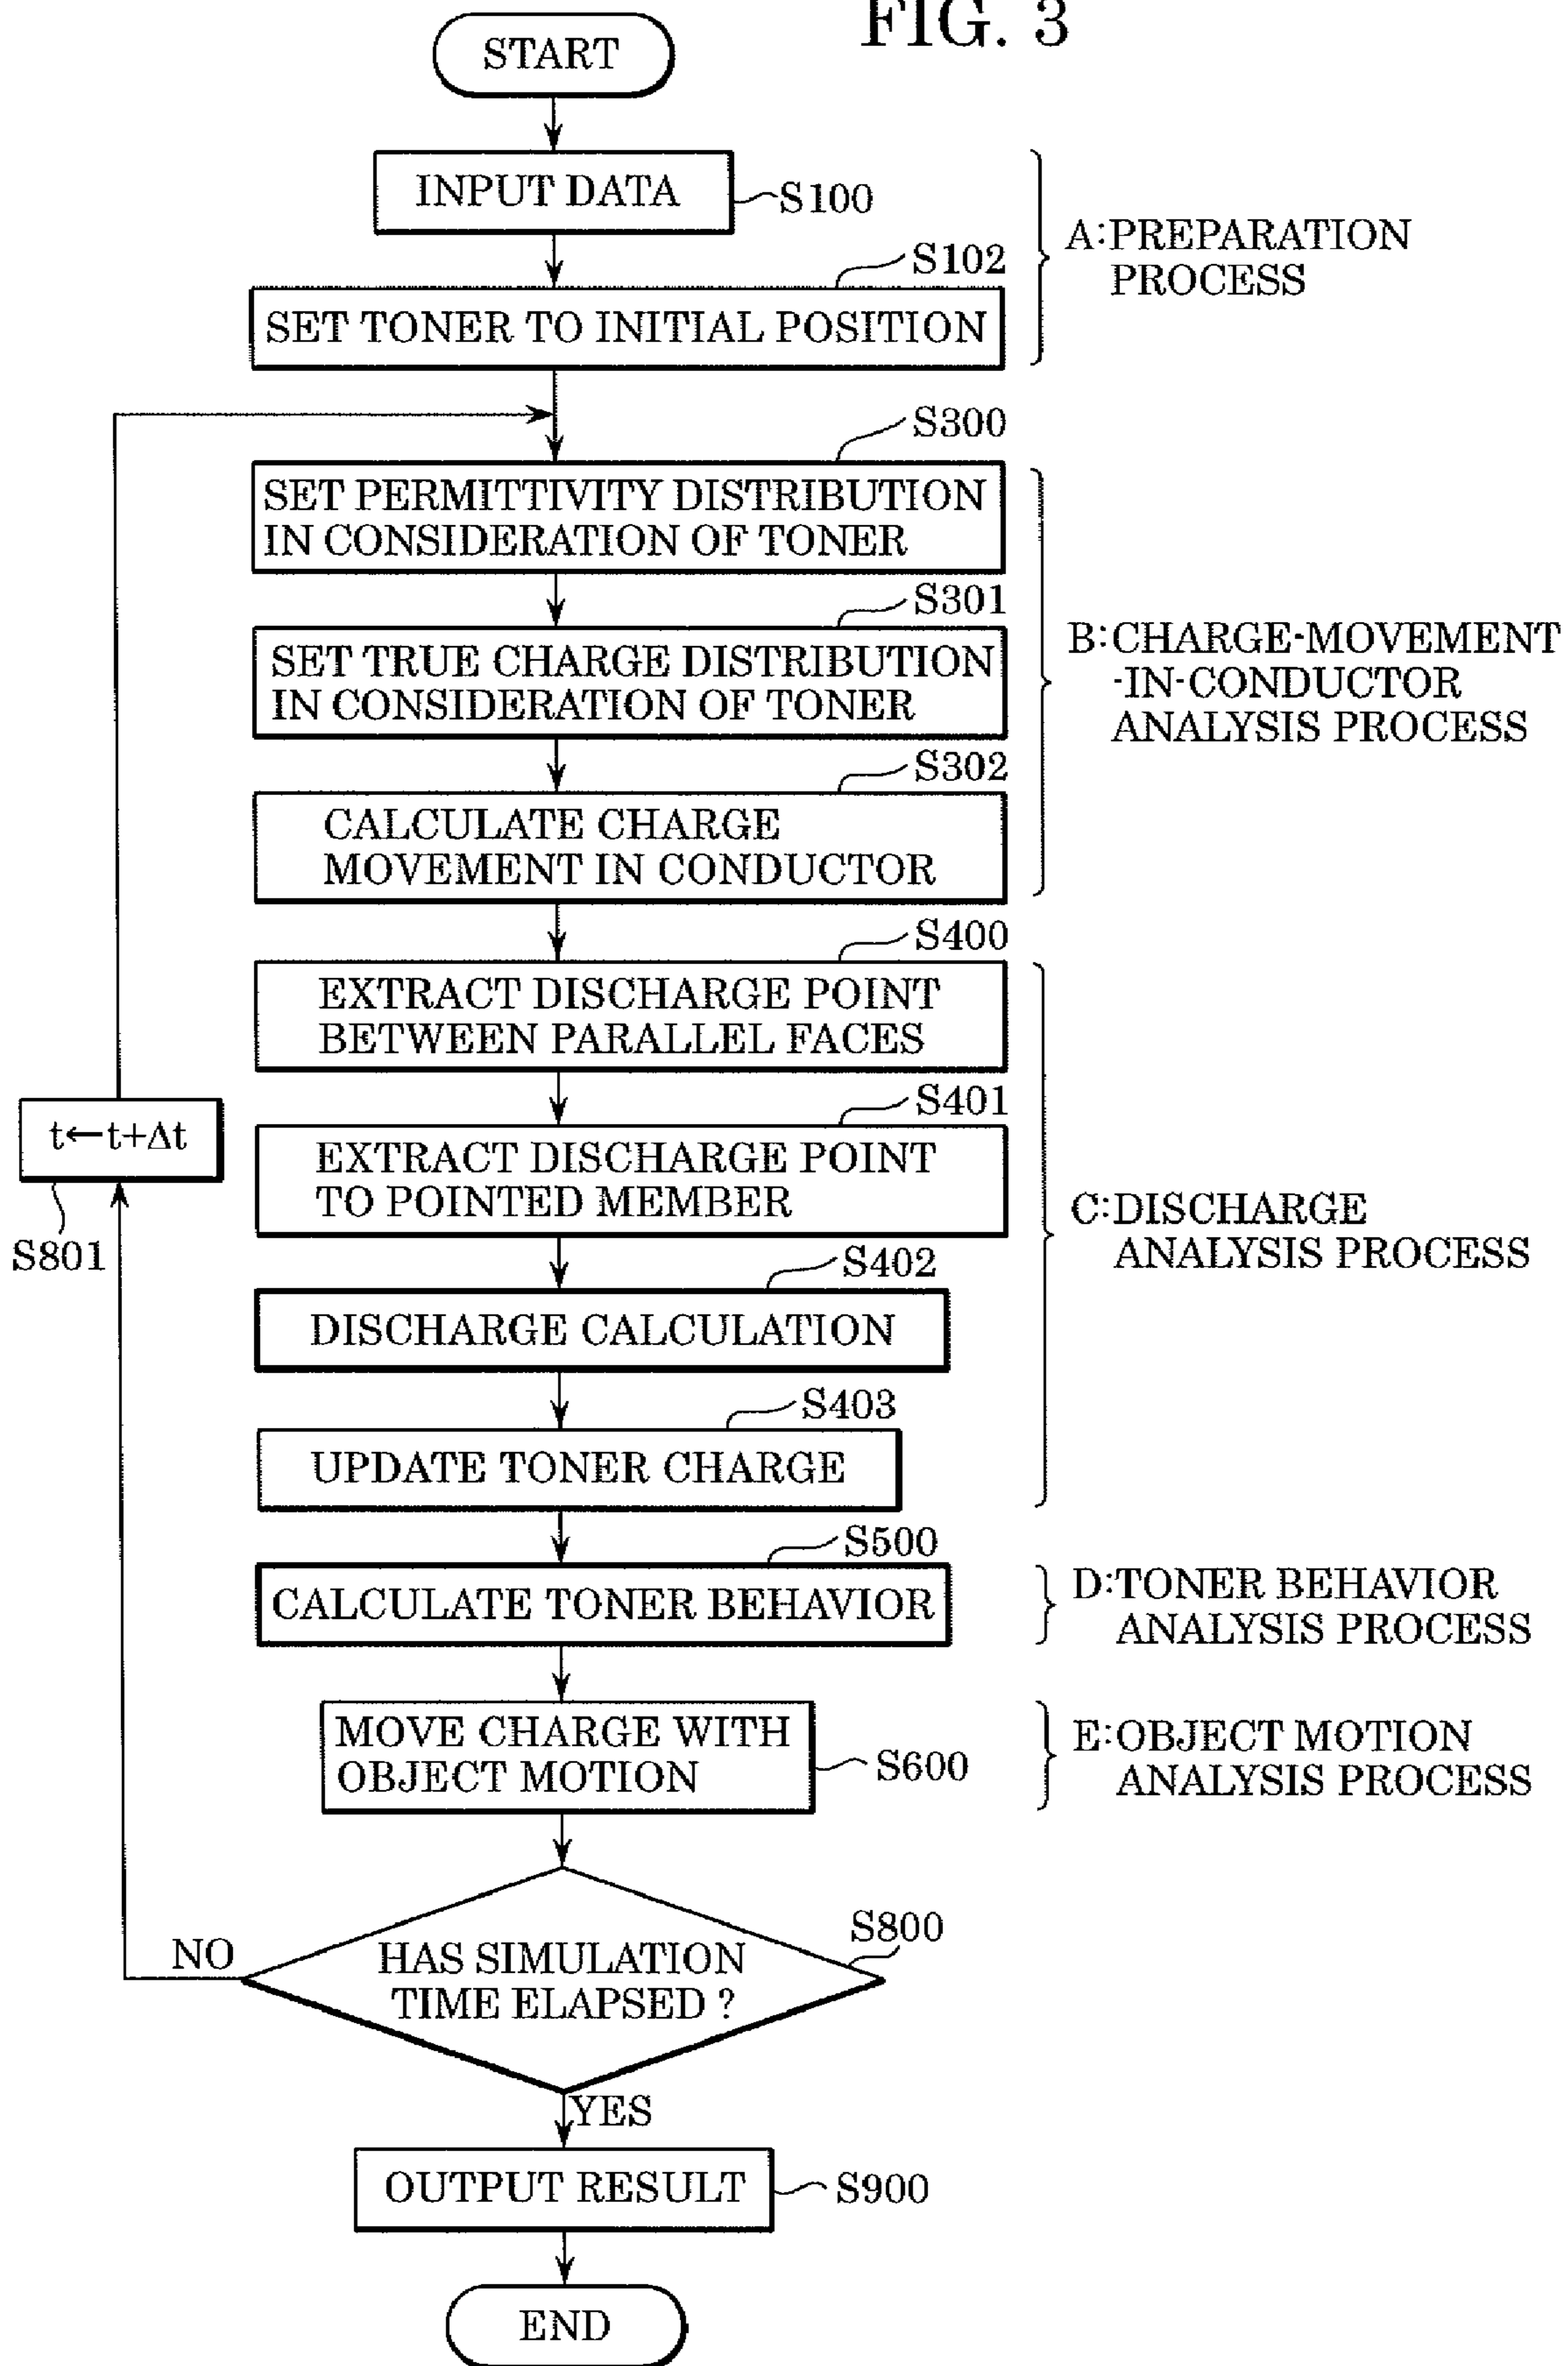 FIG. 3
START
INPUT DATA
S100
A:PREPARATION
PROCESS
S102
SET TONER TO INITIAL POSITION
S300
SET PERMITTIVITY DISTRIBUTION
IN CONSIDERATION OF TONER
S301
SET TRUE CHARGE DISTRIBUTION
IN CONSIDERATION OF TONER
B:CHARGE-MOVEMENT
-IN-CONDUCTOR
ANALYSIS PROCESS
S302
CALCULATE CHARGE
MOVEMENT IN CONDUCTOR
S400
EXTRACT DISCHARGE POINT
BETWEEN PARALLEL FACES
S401
EXTRACT DISCHARGE POINT
TO POINTED MEMBER
t←t+Δt
S801
C:DISCHARGE
ANALYSIS PROCESS
S402
DISCHARGE CALCULATION
S403
UPDATE TONER CHARGE
S500
CALCULATE TONER BEHAVIOR
D:TONER BEHAVIOR
ANALYSIS PROCESS
MOVE CHARGE WITH
OBJECT MOTION
S600
E:OBJECT MOTION
ANALYSIS PROCESS
S800
HAS SIMULATION
TIME ELAPSED ?
NO
YES
OUTPUT RESULT
S900
END